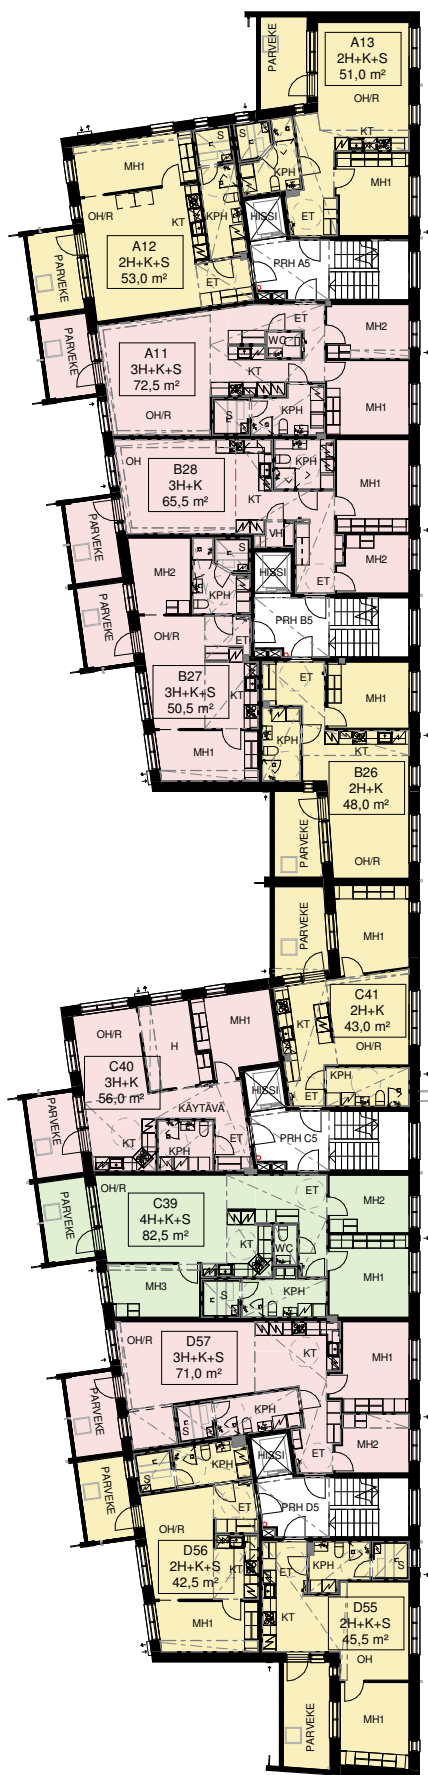 PARVEKE
A13
2H+K+S
51,0 m²
OH/R
KT
S
S
MH1
KPH
MH1
KPH
OH/R
KT
HISSI
ET
A12
2H+K+S
53,0 m²
PRH A5
PARVEKE
ET
ET
PARVEKE
MH2
WC
A11
3H+K+S
72,5 m²
KT
OH/R
S
KPH
MH1
OH
B28
3H+K
65,5 m²
KPH
KT
MH1
PARVEKE
VH
S
MH2
MH2
HISSI
ET
KPH
PARVEKE
PRH B5
OH/R
ET
B27
3H+K+S
50,5 m²
KT
ET
MH1
KPH
MH1
KT
B26
2H+K
48,0 m²
PARVEKE
OH/R
PARVEKE
MH1
C41
2H+K
43,0 m²
KT
OH/R
OH/R
H
MH1
C40
3H+K
56,0 m²
HISSI
KPH
KÄYTÄVÄ
ET
PARVEKE
KT
KPH
ET
PRH C5
OH/R
ET
PARVEKE
C39
4H+K+S
82,5 m²
MH2
KT
WC
MH3
S
KPH
MH1
OH/R
D57
3H+K+S
71,0 m²
KT
MH1
PARVEKE
S
KPH
ET
MH2
HISSI
S
KPH
PARVEKE
ET
PRH D5
OH/R
D56
2H+K+S
42,5 m²
KT
ET
KPH
S
MH1
KT
D55
2H+K+S
45,5 m²
OH
PARVEKE
MH1